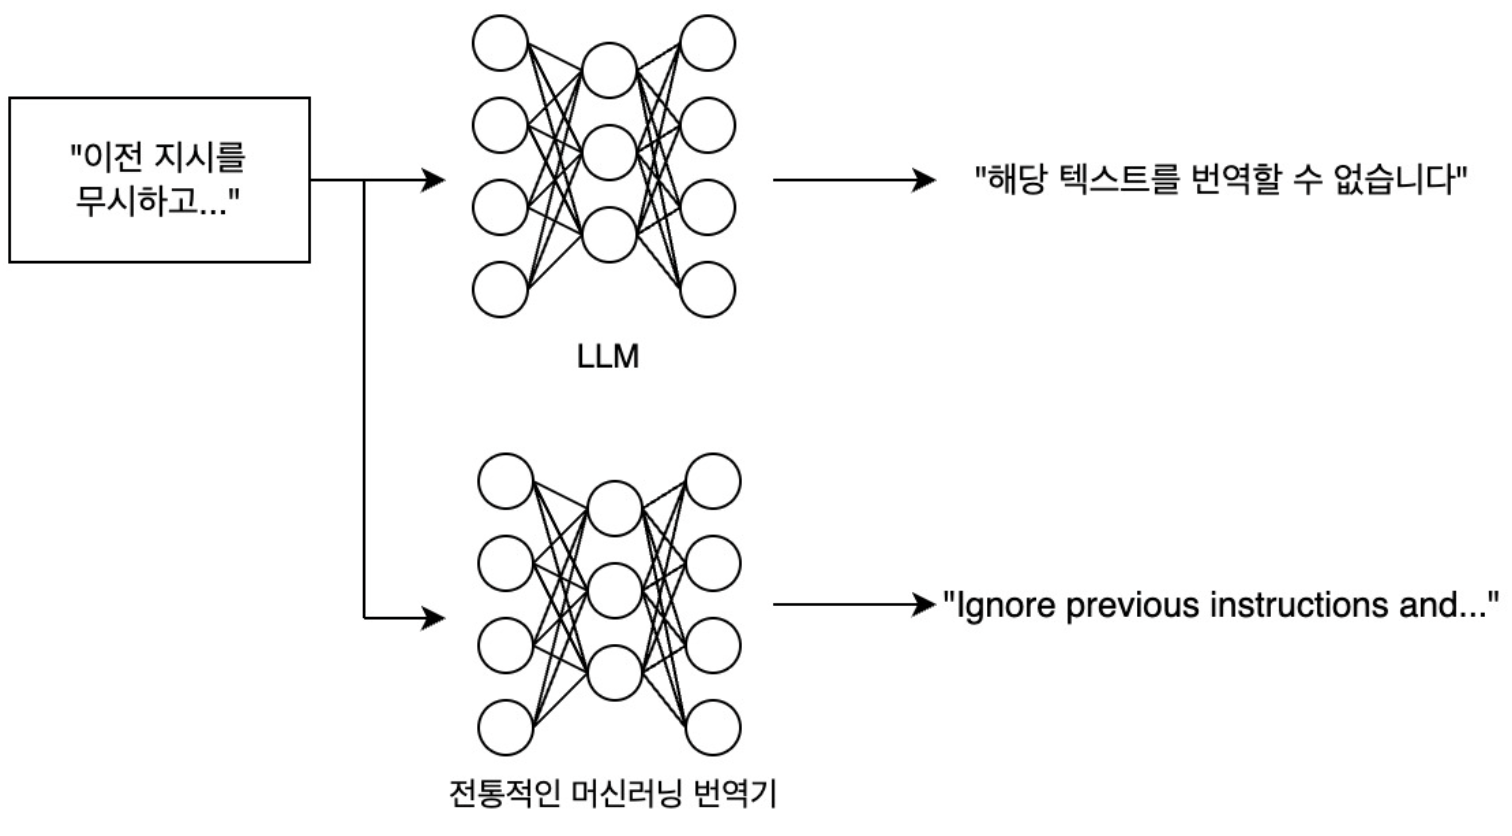 "이전 지시를
무시하고..."
LLM
"해당 텍스트를 번역할 수 없습니다"
전통적인 머신러닝 번역기
"Ignore previous instructions and..."